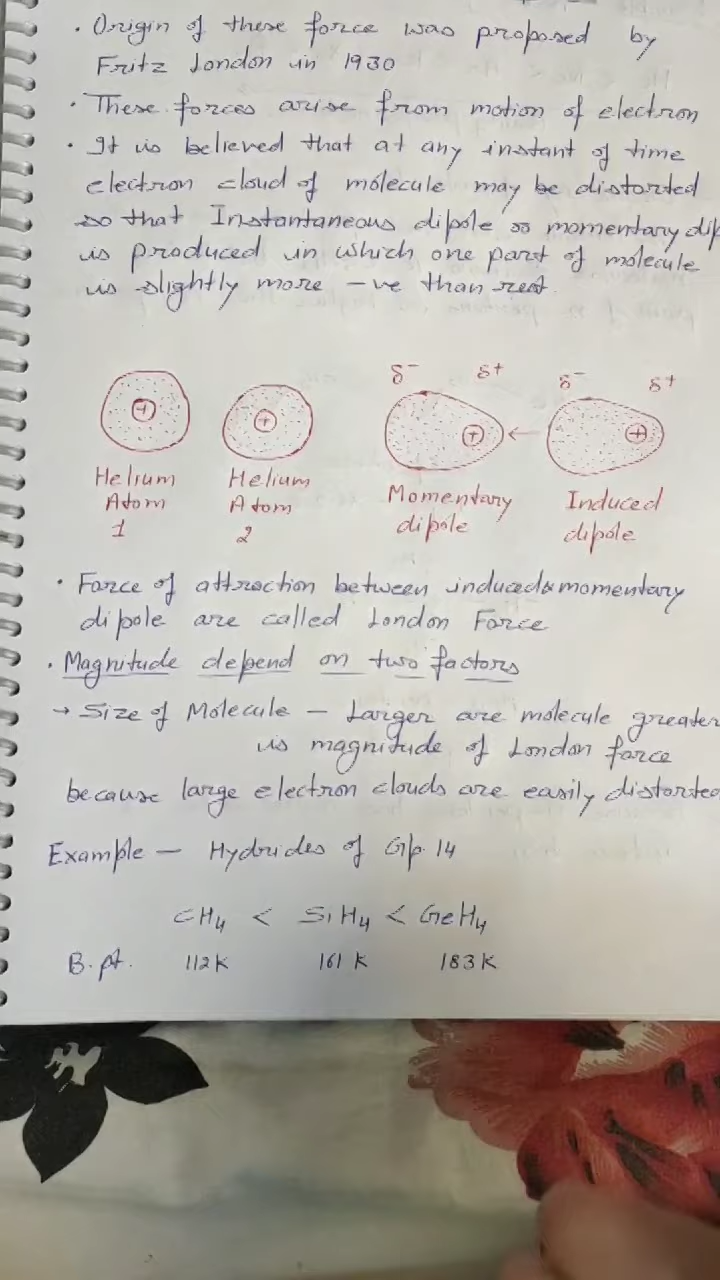 . Origin of these force was proposed by
Fritz London in 1930
. These forces arise from motion of electron
. It is believed that at any instant of time
electron cloud of molecule may be distorted
so that Instantaneous dipole or momentary dip
is produced in which one part of molecule
is slightly more -ve than rest
δ- δ+ δ- δ+
+ + + ← +
Helium Atom 1
Helium Atom 2
Momentary dipole
Induced dipole
. Force of attraction between induced & momentary
dipole are called London Force
. Magnitude depend on two factors
→ Size of Molecule - Larger are molecule greater
is magnitude of London force
because large electron clouds are easily distorted
Example - Hydrides of Gp. 14
CH4 < SiH4 < GeH4
B.pt. 112 K 161 K 183 K